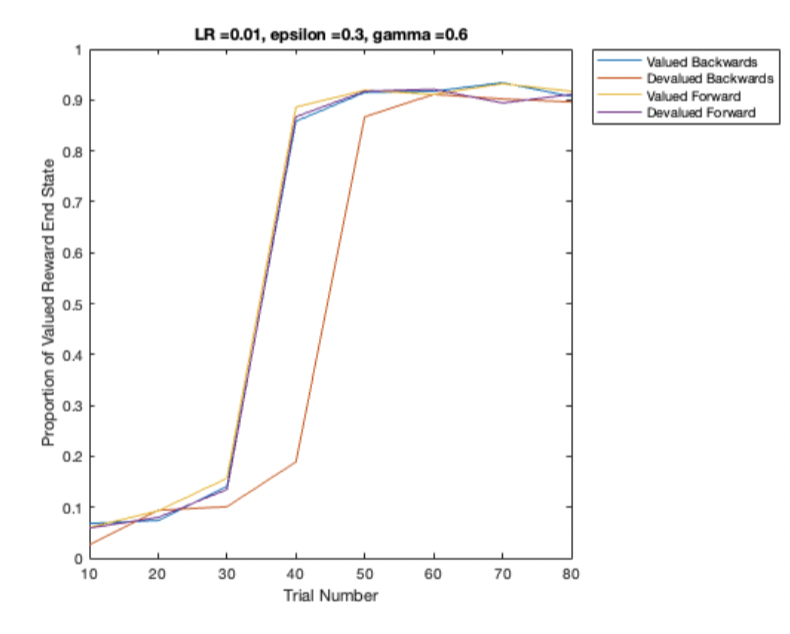 LR =0.01, epsilon =0.3, gamma =0.6
Valued Backwards
Devalued Backwards
Valued Forward
Devalued Forward
Proportion of Valued Reward End State
1
0.9
0.8
0.7
0.6
0.5
0.4
0.3
0.2
0.1
0
10 20 30 40 50 60 70 80
Trial Number